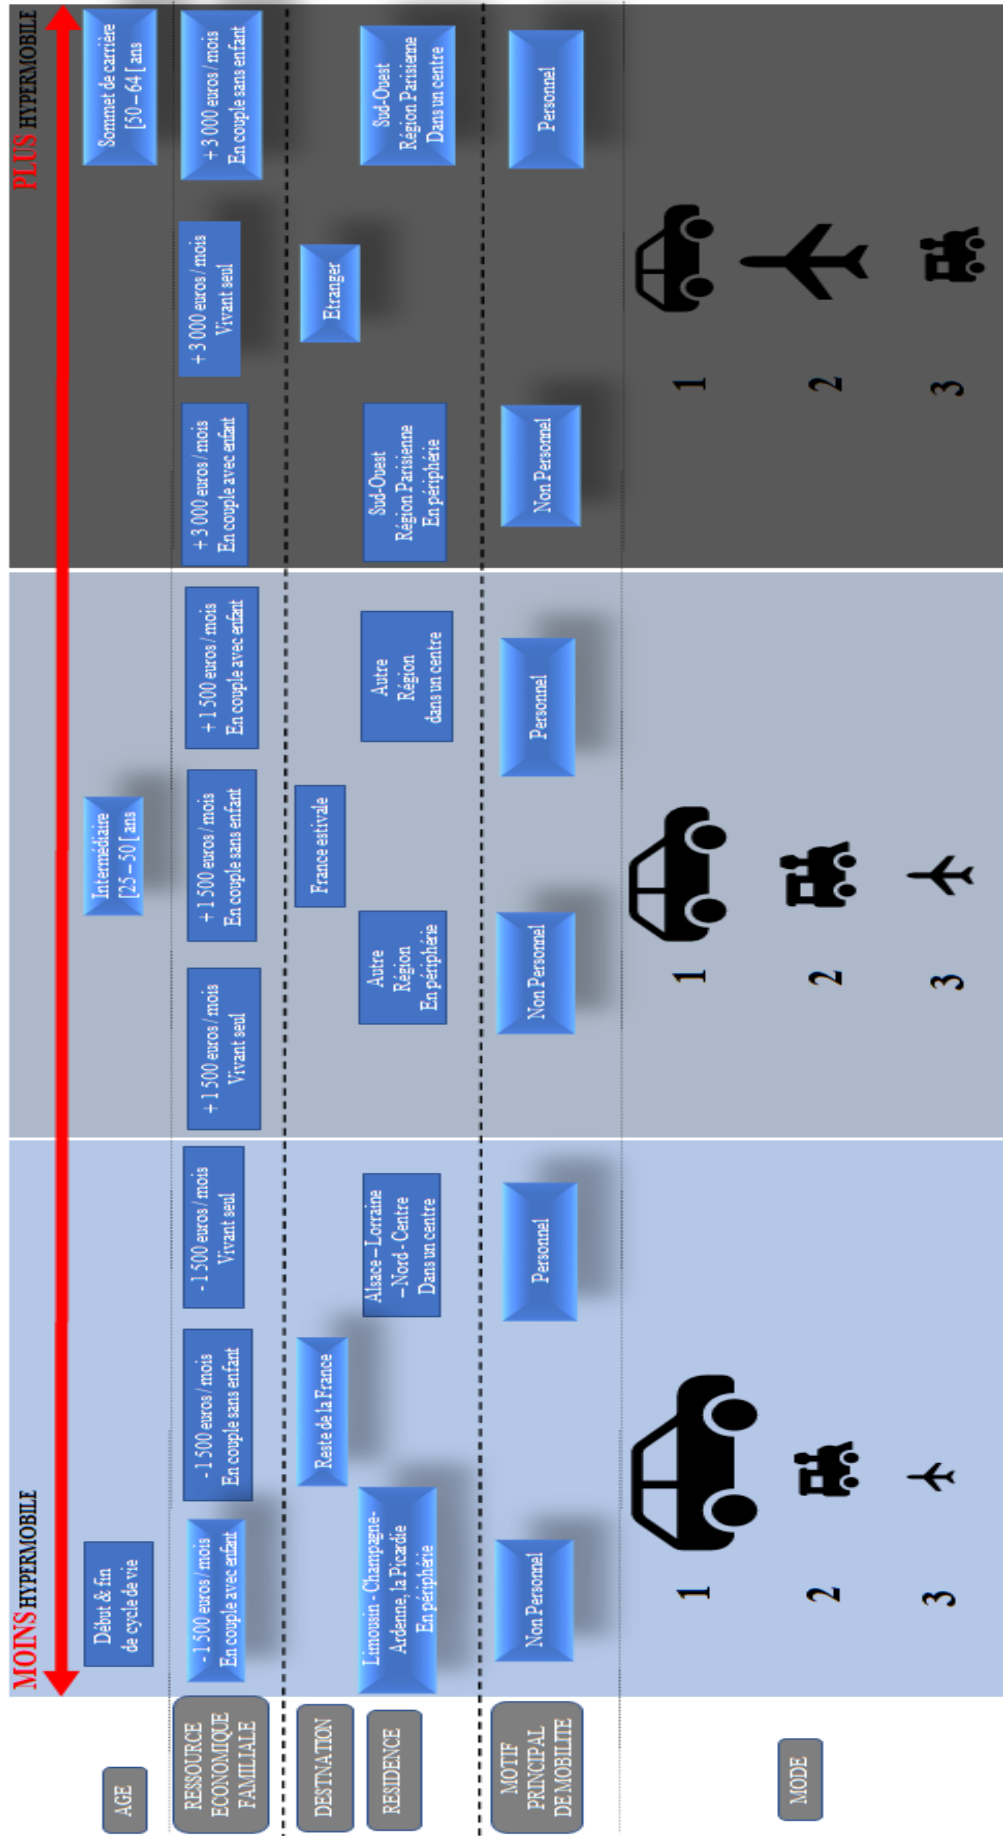 MOINS HYPERMOBILE
PLUS HYPERMOBILE
AGE
Début & fin
de cycle de vie
Intermédiaire
[25 – 50 [ ans
Sommet de carrière
[50 – 64 [ ans
RESSOURCE
ECONOMIQUE
FAMILIALE
- 1 500 euros / mois
En couple avec enfant
- 1 500 euros / mois
En couple sans enfant
- 1 500 euros / mois
Vivant seul
+ 1 500 euros / mois
Vivant seul
+ 1 500 euros / mois
En couple sans enfant
+ 1 500 euros / mois
En couple avec enfant
+ 3 000 euros / mois
En couple avec enfant
+ 3 000 euros / mois
Vivant seul
+ 3 000 euros / mois
En couple sans enfant
DESTNATION
Reste de la France
France estivale
Etranger
RESIDENCE
Limousin - Champagne-
Ardenne, la Picardie
En périphérie
Alsace – Lorraine
– Nord - Centre
Dans un centre
Autre
Région
En périphérie
Autre
Région
dans un centre
Sud-Ouest
Région Parisienne
En périphérie
Sud-Ouest
Région Parisienne
Dans un centre
MOTIF
PRINCIPAL
DE MOBILITE
Non Personnel
Personnel
Non Personnel
Personnel
Non Personnel
Personnel
MODE
1
2
3
1
2
3
1
2
3